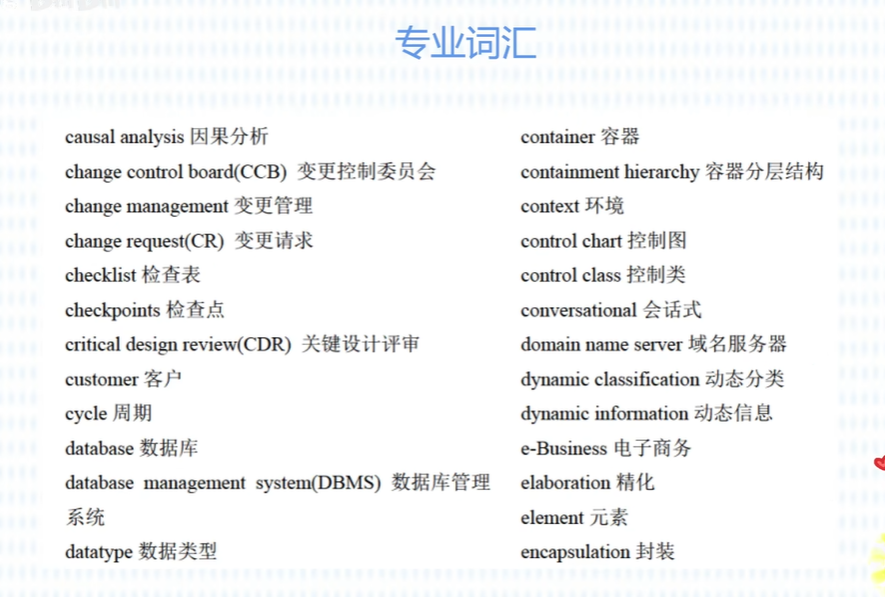 专业词汇
causal analysis 因果分析
change control board(CCB) 变更控制委员会
change management 变更管理
change request(CR) 变更请求
checklist 检查表
checkpoints 检查点
critical design review(CDR) 关键设计评审
customer 客户
cycle 周期
database 数据库
database management system(DBMS) 数据库管理
系统
datatype 数据类型
container 容器
containment hierarchy 容器分层结构
context 环境
control chart 控制图
control class 控制类
conversational 会话式
domain name server 域名服务器
dynamic classification 动态分类
dynamic information 动态信息
e-Business 电子商务
elaboration 精化
element 元素
encapsulation 封装